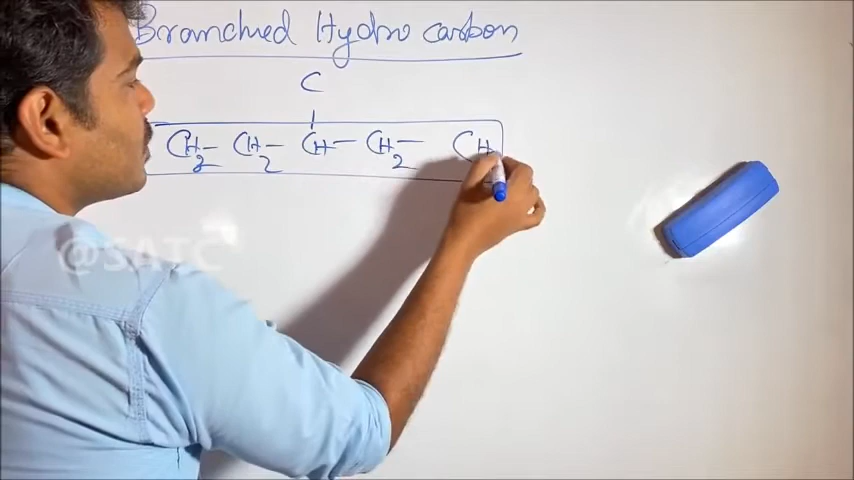 Branched Hydro carbon
C
CH2 - CH2 - CH - CH2 - CH
@SATC